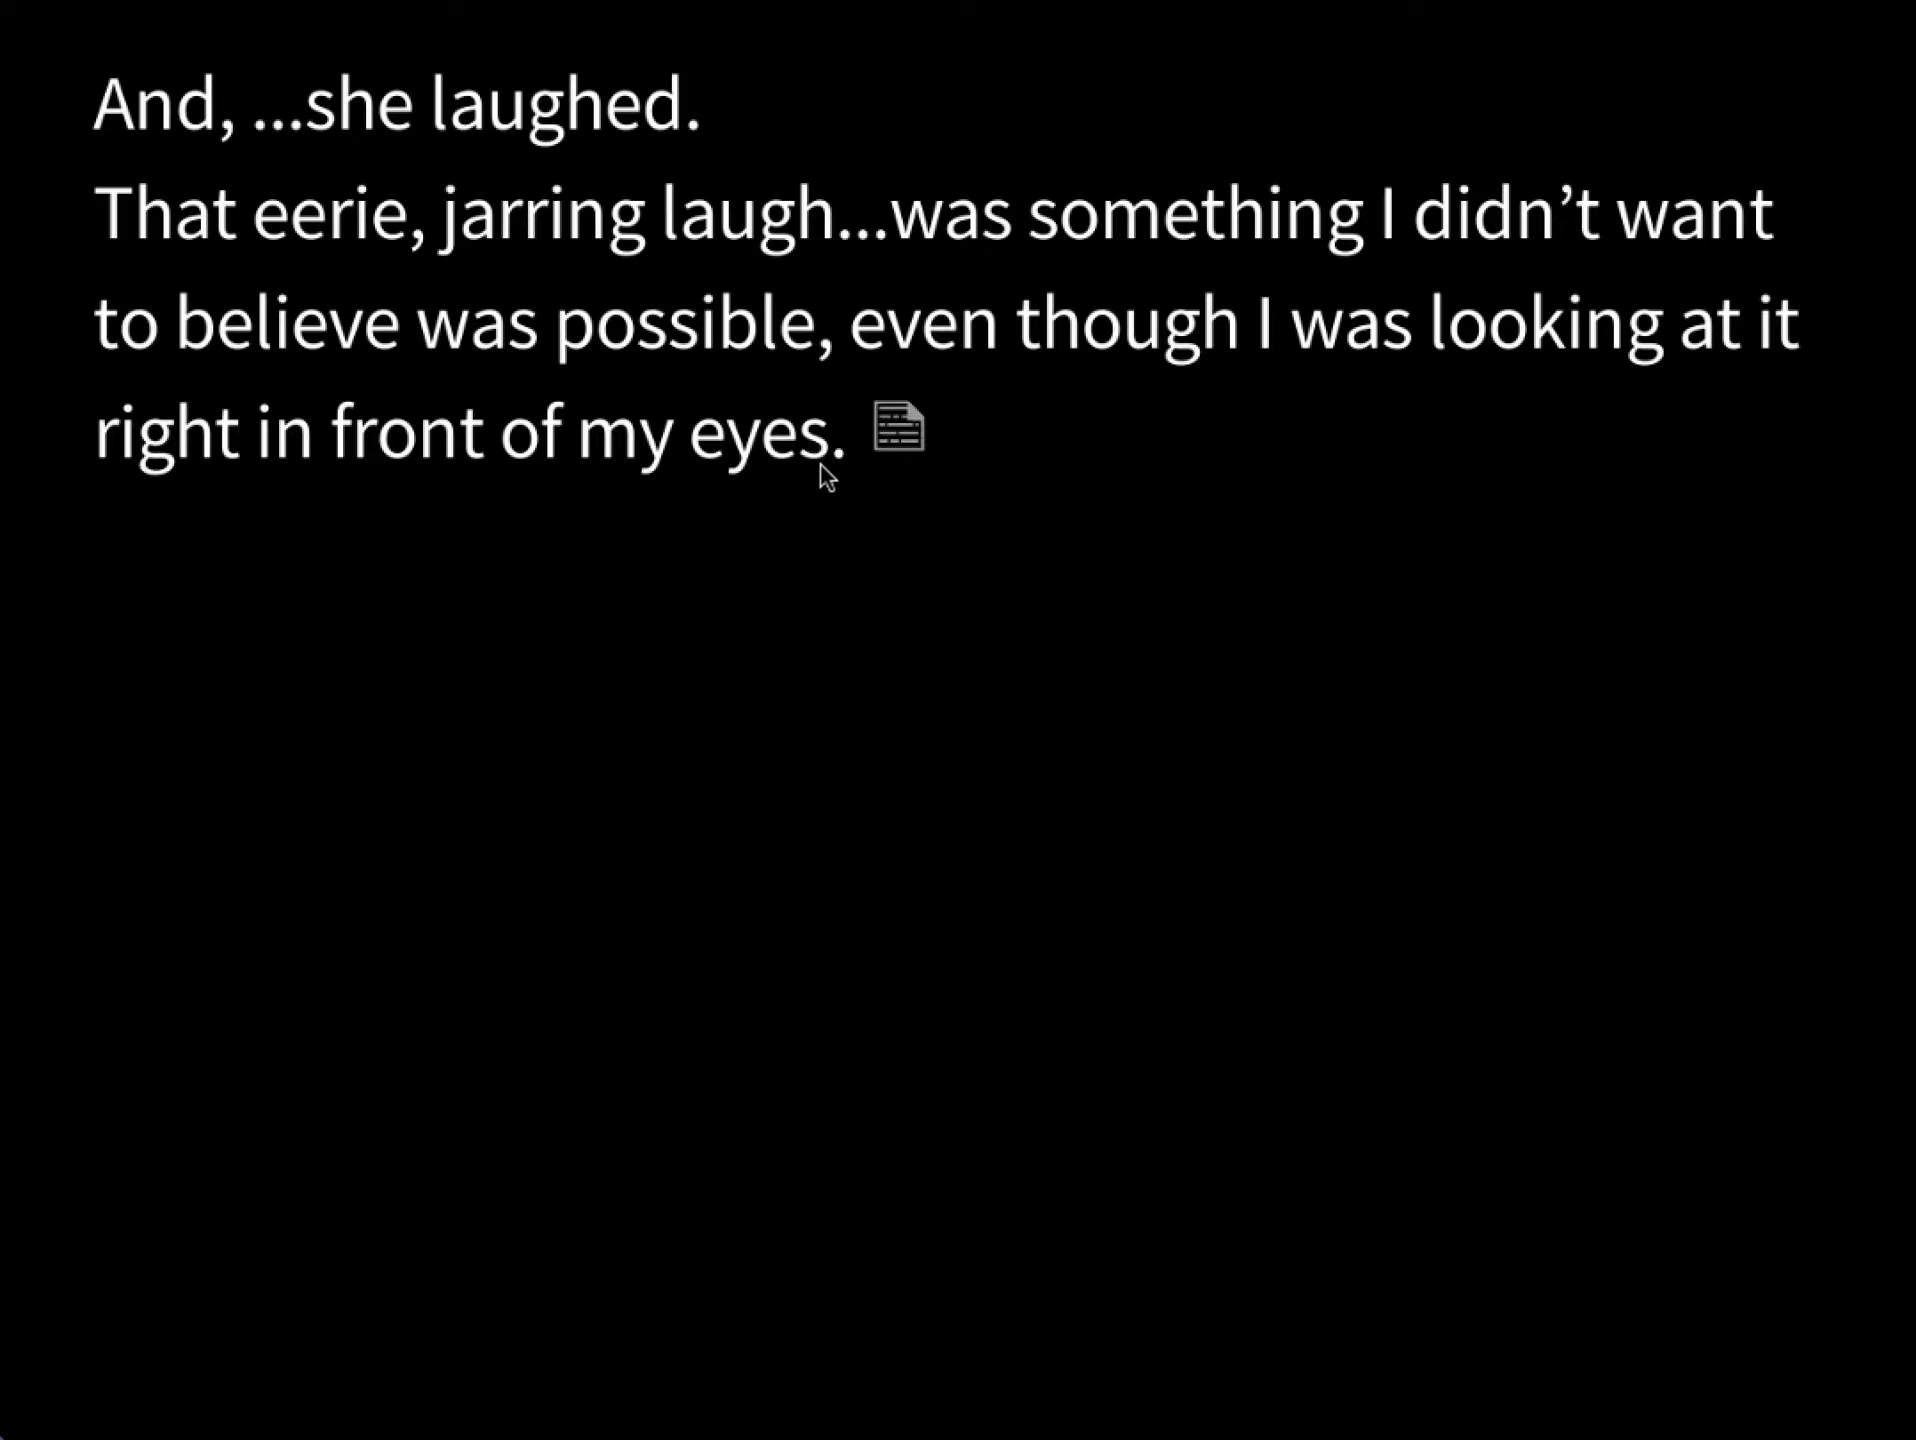 And, ...she laughed.
That eerie, jarring laugh...was something I didn’t want
to believe was possible, even though I was looking at it
right in front of my eyes.